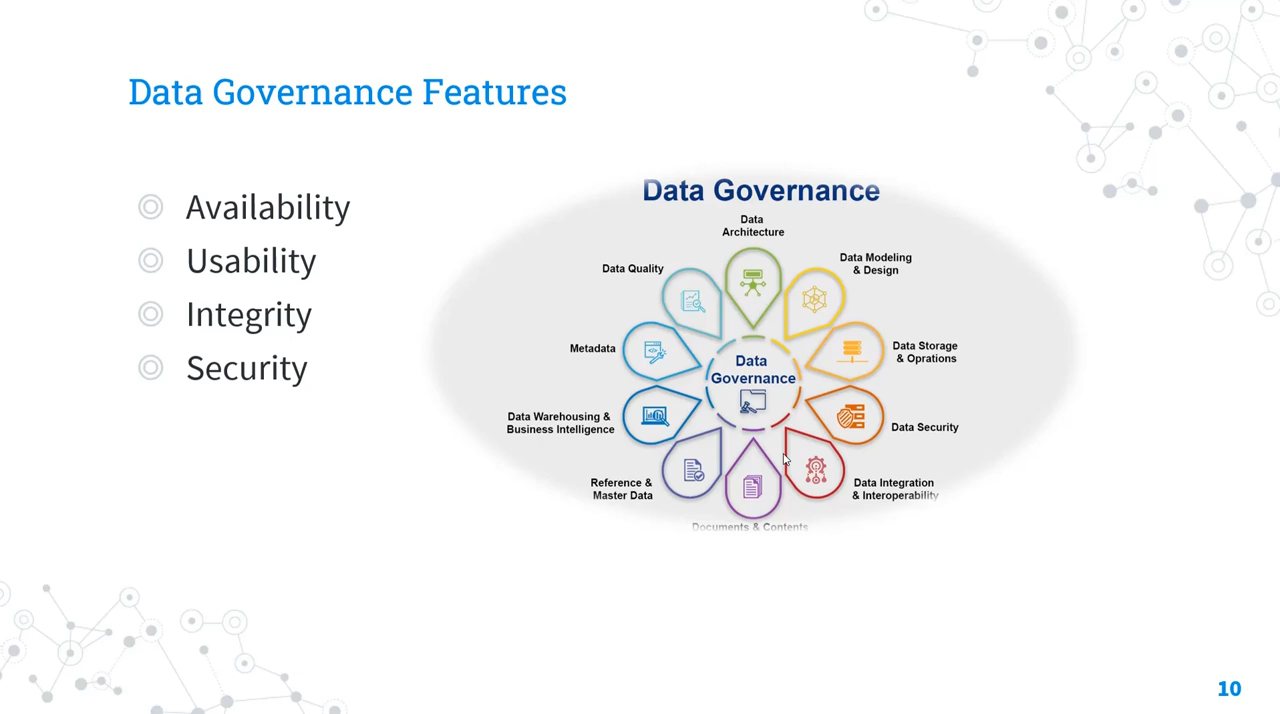 Data Governance Features
Availability
Usability
Integrity
Security
Data Governance
Data
Architecture
Data Modeling
& Design
Data Storage
& Oprations
Data Security
Data Integration
& Interoperability
Documents & Contents
Reference &
Master Data
Data Warehousing &
Business Intelligence
Metadata
Data Quality
Data
Governance
10